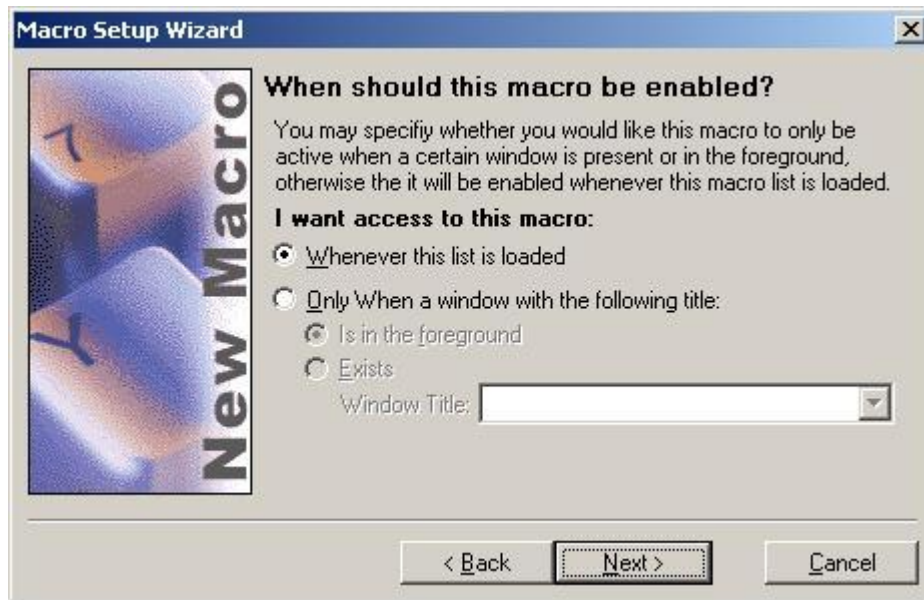 Macro Setup Wizard
New Macro
When should this macro be enabled?
You may specifiy whether you would like this macro to only be
active when a certain window is present or in the foreground,
otherwise the it will be enabled whenever this macro list is loaded.
I want access to this macro:
Whenever this list is loaded
Only When a window with the following title:
Is in the foreground
Exists
Window Title:
< Back
Next >
Cancel